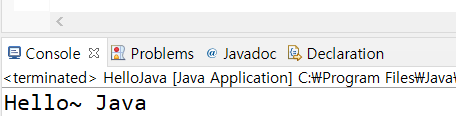 Console Problems @ Javadoc Declaration
<terminated> HelloJava [Java Application] C:₩Program Files₩Java₩
Hello~ Java